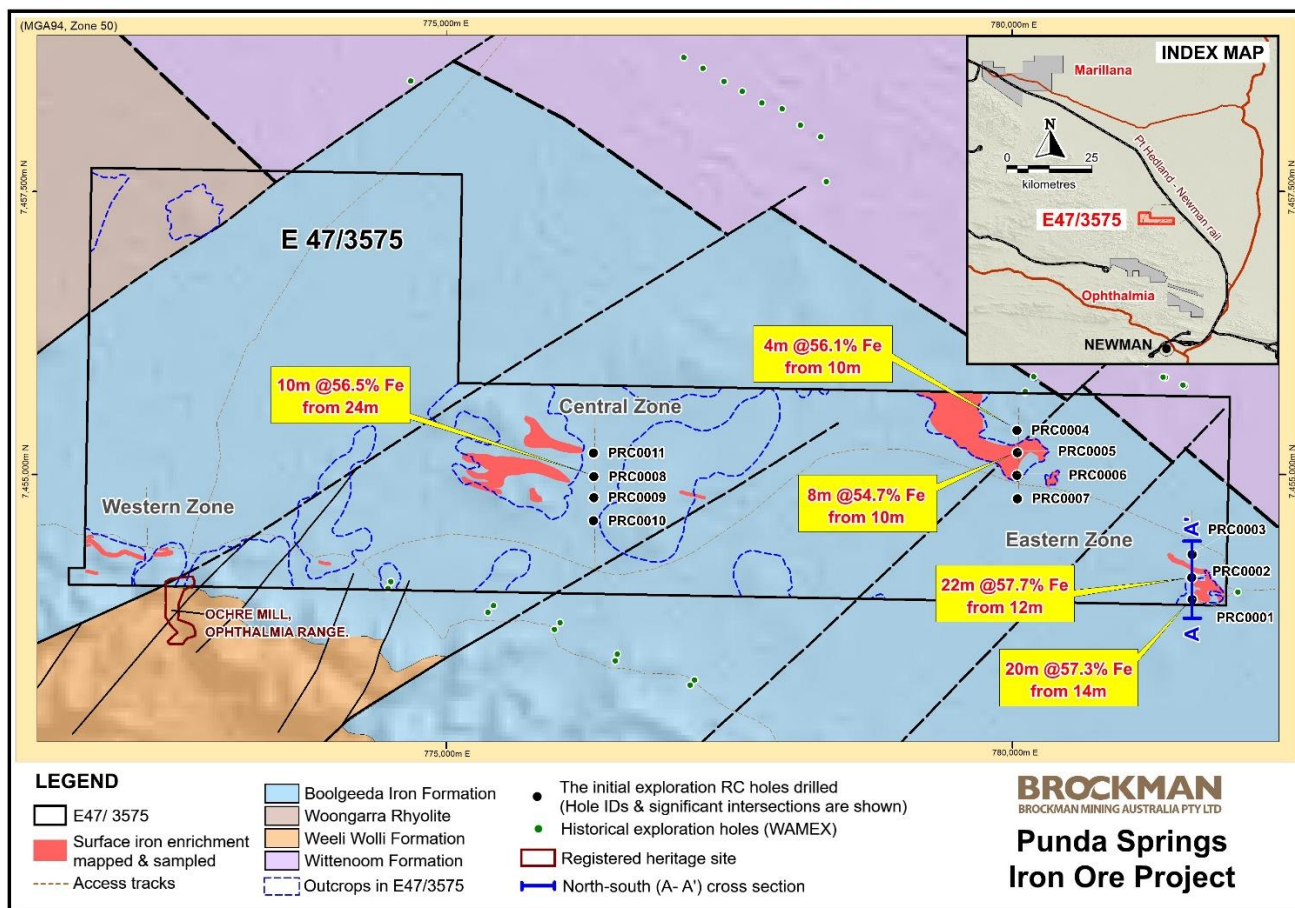 (MGA94, Zone 50)
775,000m E
780,000m E
INDEX MAP
Marillana
N
0 25
kilometres
Pt Hedland - Newman rail
E47/3575
Ophthalmia
NEWMAN
7,457,500m N
7,457,500m N
E 47/3575
4m @56.1% Fe
from 10m
10m @56.5% Fe
from 24m
Central Zone
PRC0004
PRC0011
PRC0005
7,455,000m N
PRC0008
PRC0006
7,455,000m N
PRC0009
PRC0007
8m @54.7% Fe
from 10m
Western Zone
PRC0010
A'
PRC0003
Eastern Zone
PRC0002
22m @57.7% Fe
from 12m
OCHRE MILL,
OPHTHALMIA RANGE.
PRC0001
A
20m @57.3% Fe
from 14m
775,000m E
780,000m E
LEGEND
E47/ 3575
Surface iron enrichment
mapped & sampled
Access tracks
Boolgeeda Iron Formation
Woongarra Rhyolite
Weeli Wolli Formation
Wittenoom Formation
Outcrops in E47/3575
The initial exploration RC holes drilled
(Hole IDs & significant intersections are shown)
Historical exploration holes (WAMEX)
Registered heritage site
North-south (A- A') cross section
BROCKMAN
BROCKMAN MINING AUSTRALIA PTY LTD
Punda Springs
Iron Ore Project